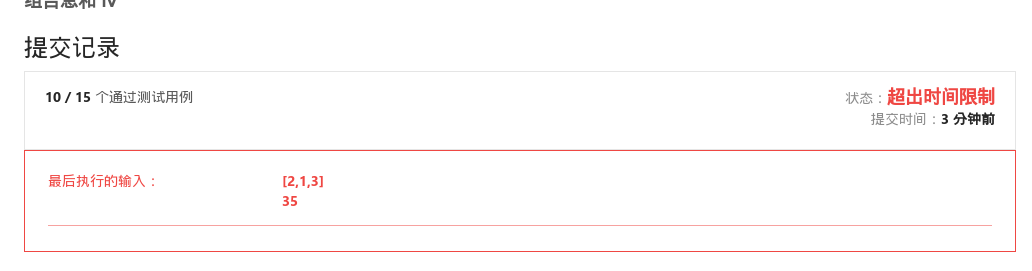 组合总和 Ⅳ
提交记录
10 / 15 个通过测试用例
状态：超出时间限制
提交时间：3 分钟前
最后执行的输入：
[2,1,3]
35